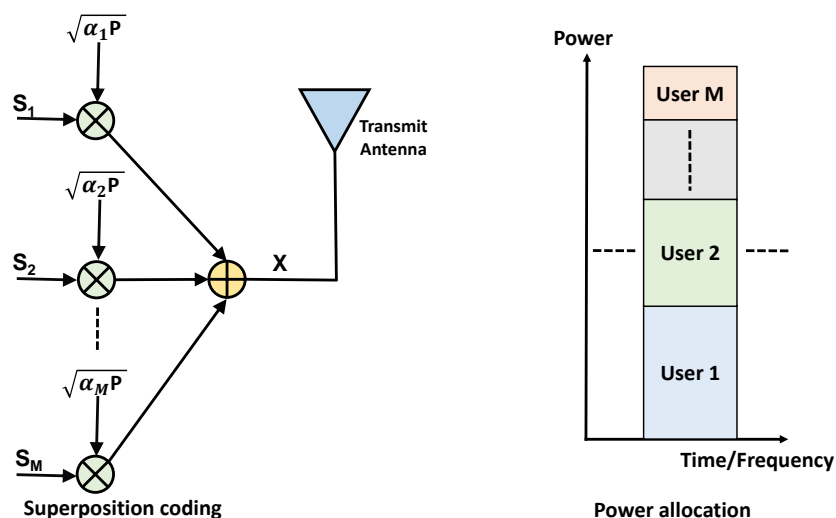 √α₁P
S₁
Transmit
Antenna
√α₂P
S₂
X
√α_MP
S_M
Superposition coding
Power
User M
User 2
User 1
Time/Frequency
Power allocation